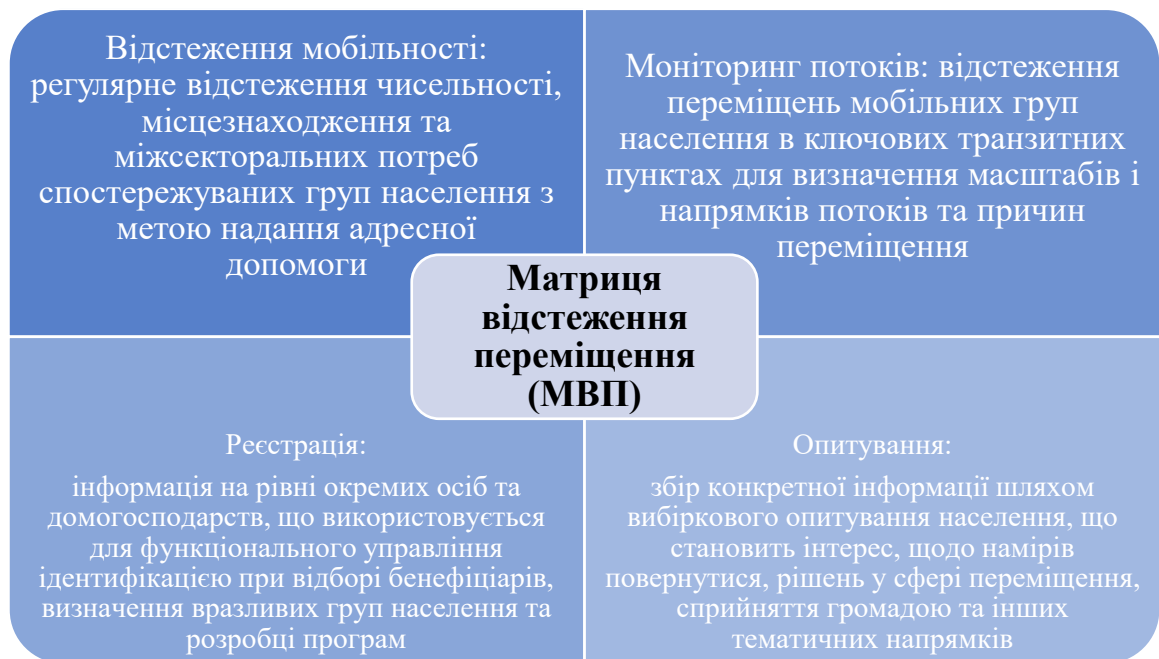 Відстеження мобільності:
регулярне відстеження чисельності,
місцезнаходження та
міжсекторальних потреб
спостережуваних груп населення з
метою надання адресної
допомоги
Моніторинг потоків: відстеження
переміщень мобільних груп
населення в ключових транзитних
пунктах для визначення масштабів і
напрямків потоків та причин
переміщення
Матриця
відстеження
переміщення
(МВП)
Реєстрація:
інформація на рівні окремих осіб та
домогосподарств, що використовується
для функціонального управління
ідентифікацією при відборі бенефіціарів,
визначення вразливих груп населення та
розробці програм
Опитування:
збір конкретної інформації шляхом
вибіркового опитування населення, що
становить інтерес, щодо намірів
повернутися, рішень у сфері переміщення,
сприйняття громадою та інших
тематичних напрямків